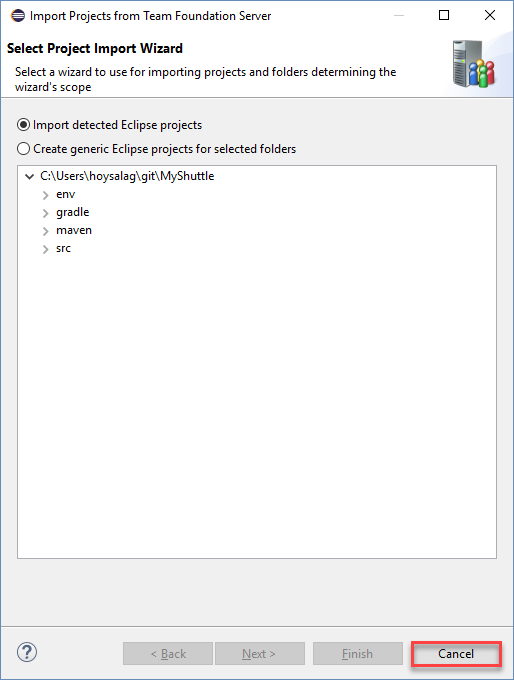 Import Projects from Team Foundation Server
Select Project Import Wizard
Select a wizard to use for importing projects and folders determining the
wizard's scope
Import detected Eclipse projects
Create generic Eclipse projects for selected folders
C:\Users\hoysalag\git\MyShuttle
env
gradle
maven
src
?
< Back
Next >
Finish
Cancel